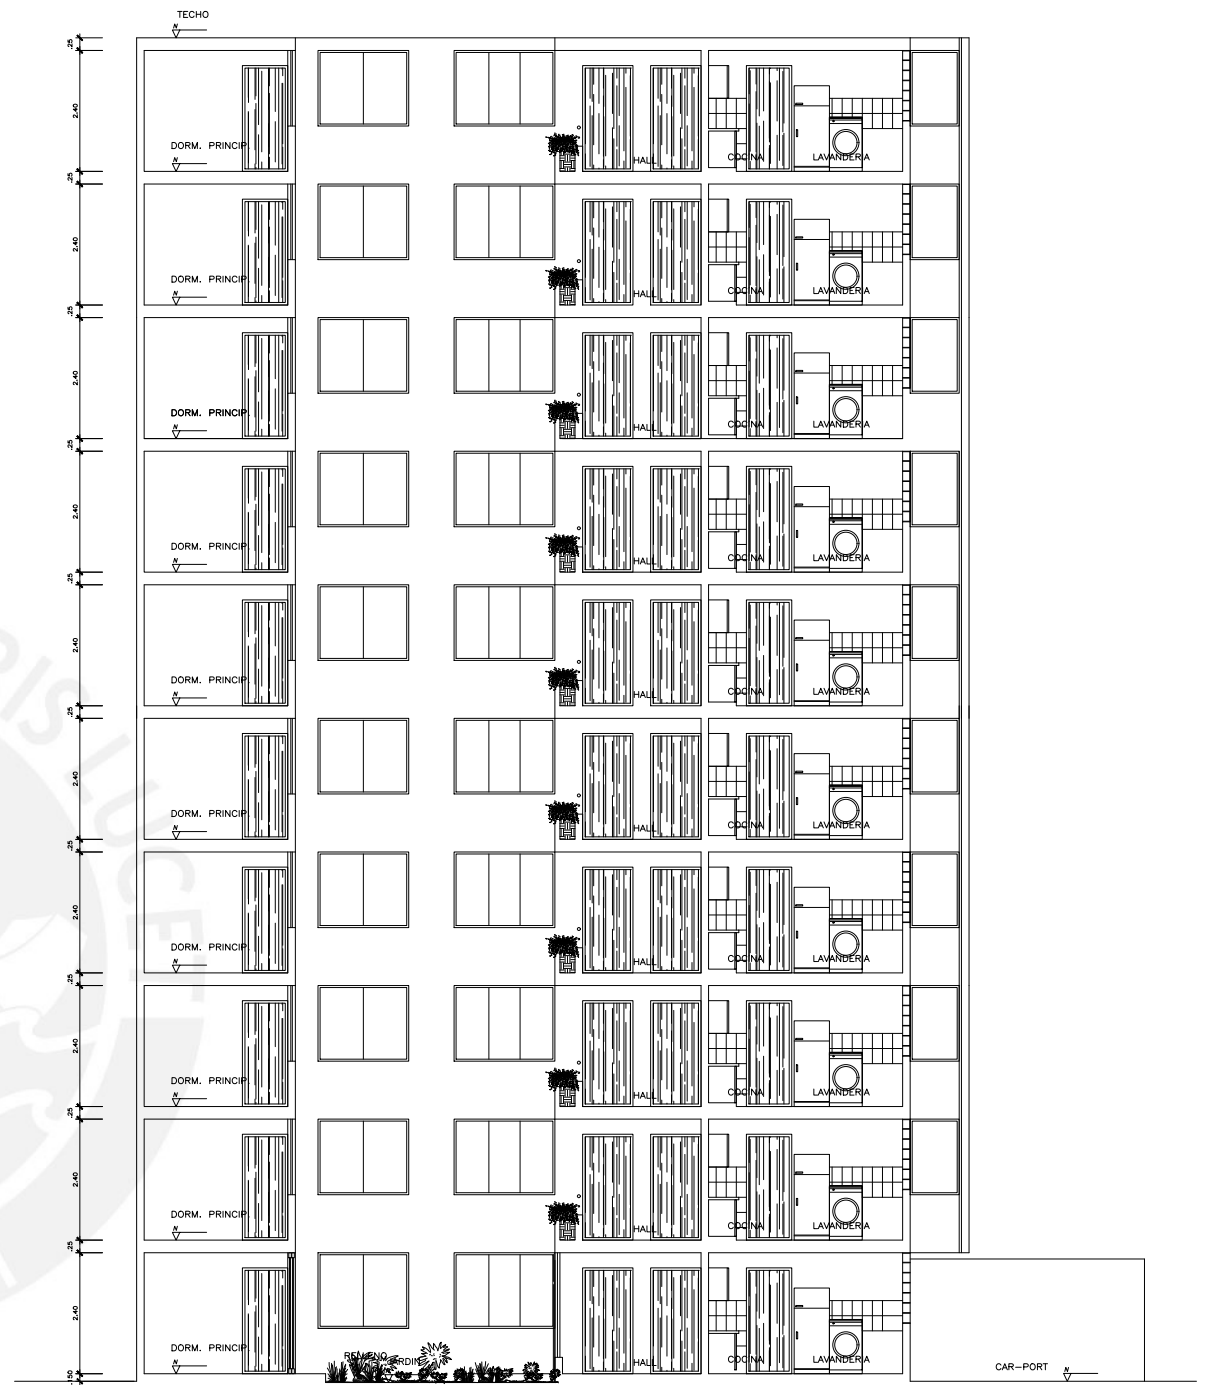 TECHO
N
.25
2.40
DORM. PRINCIP. HALL COCINA LAVANDERIA
N
.25
2.40
DORM. PRINCIP. HALL COCINA LAVANDERIA
N
.25
2.40
DORM. PRINCIP. HALL COCINA LAVANDERIA
N
.25
2.40
DORM. PRINCIP. HALL COCINA LAVANDERIA
N
.25
2.40
DORM. PRINCIP. HALL COCINA LAVANDERIA
N
.25
2.40
DORM. PRINCIP. HALL COCINA LAVANDERIA
N
.25
2.40
DORM. PRINCIP. HALL COCINA LAVANDERIA
N
.25
2.40
DORM. PRINCIP. HALL COCINA LAVANDERIA
N
.25
2.40
DORM. PRINCIP. HALL COCINA LAVANDERIA
N
.25
2.40
DORM. PRINCIP. JARDIN HALL COCINA LAVANDERIA
N
CAR-PORT
N
.150
LUCET